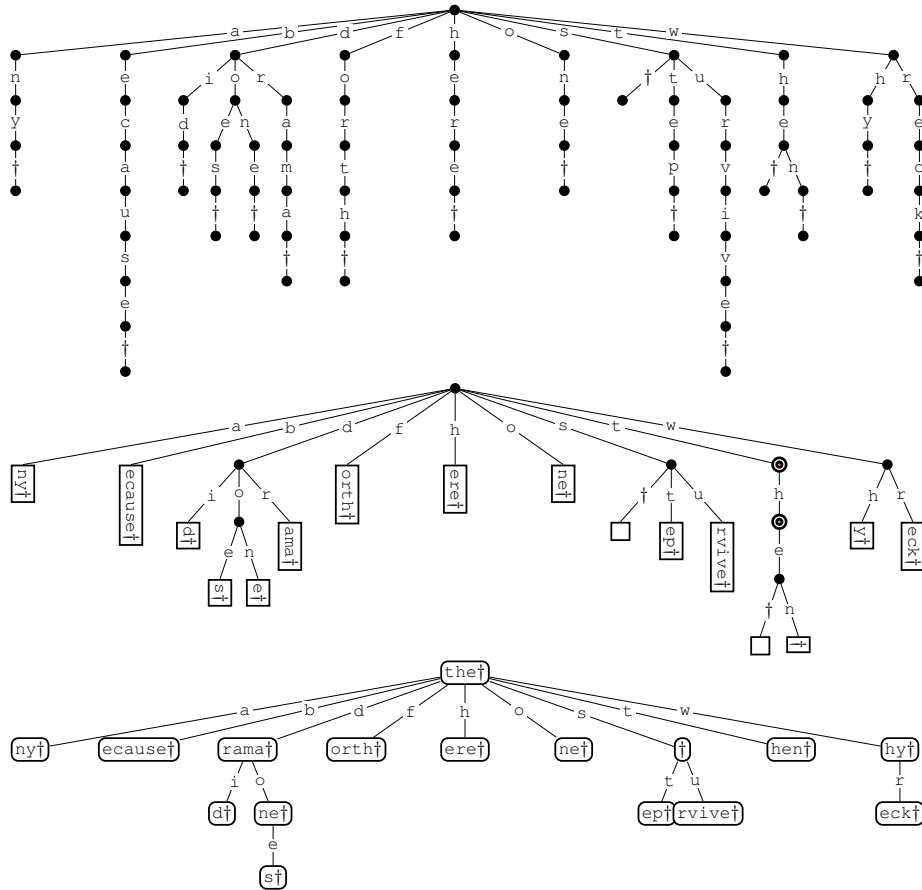 a b d f h o s t w
n e i o r o e n † t u h h r
y c d e n a r r e e r e y e
† a † s e m t e † p v † n † c
u † † a h † † i † k
s † † v †
e e
† †
a b d f h o s t w
ny† ecause† orth† ere† ne†
i o r † t u h h r
d† ama† ep† rvive† y† eck†
e n e
s† e†
† n
†
the†
a b d f h o s t w
ny† ecause† rama† orth† ere† ne† † hen† hy†
i o t u r
d† ne† ep† rvive† eck†
e
s†